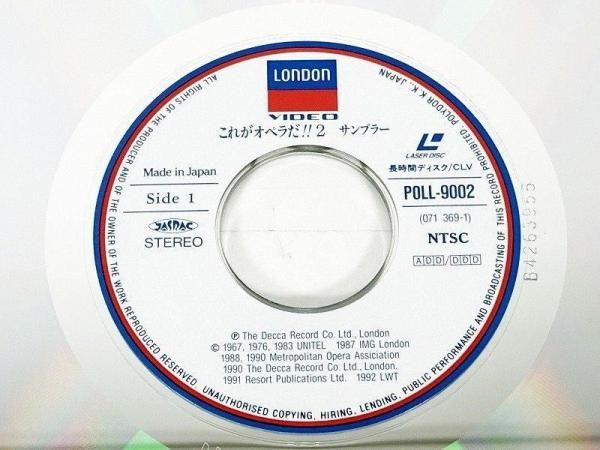 LONDON
VIDEO
これがオペラだ!! 2 サンプラー
Made in Japan
Side 1
JASRAC
STEREO
LASER DISC
長時間ディスク/CLV
POLL-9002
(071 369-1)
NTSC
ADD/DDD
B4263955
Ⓟ The Decca Record Co. Ltd., London
© 1967, 1976, 1983 UNITEL 1987 IMG London
1988, 1990 Metropolitan Opera Assiciation
1990 The Decca Record Co. Ltd., London.
1991 Resort Publications Ltd. 1992 LWT
ALL RIGHTS OF THE PRODUCER AND OF THE OWNER OF THE WORK REPRODUCED RESERVED. UNAUTHORISED COPYING, HIRING, LENDING, PUBLIC PERFORMANCE AND BROADCASTING OF THIS RECORD PROHIBITED. POLYDOR K.K., JAPAN